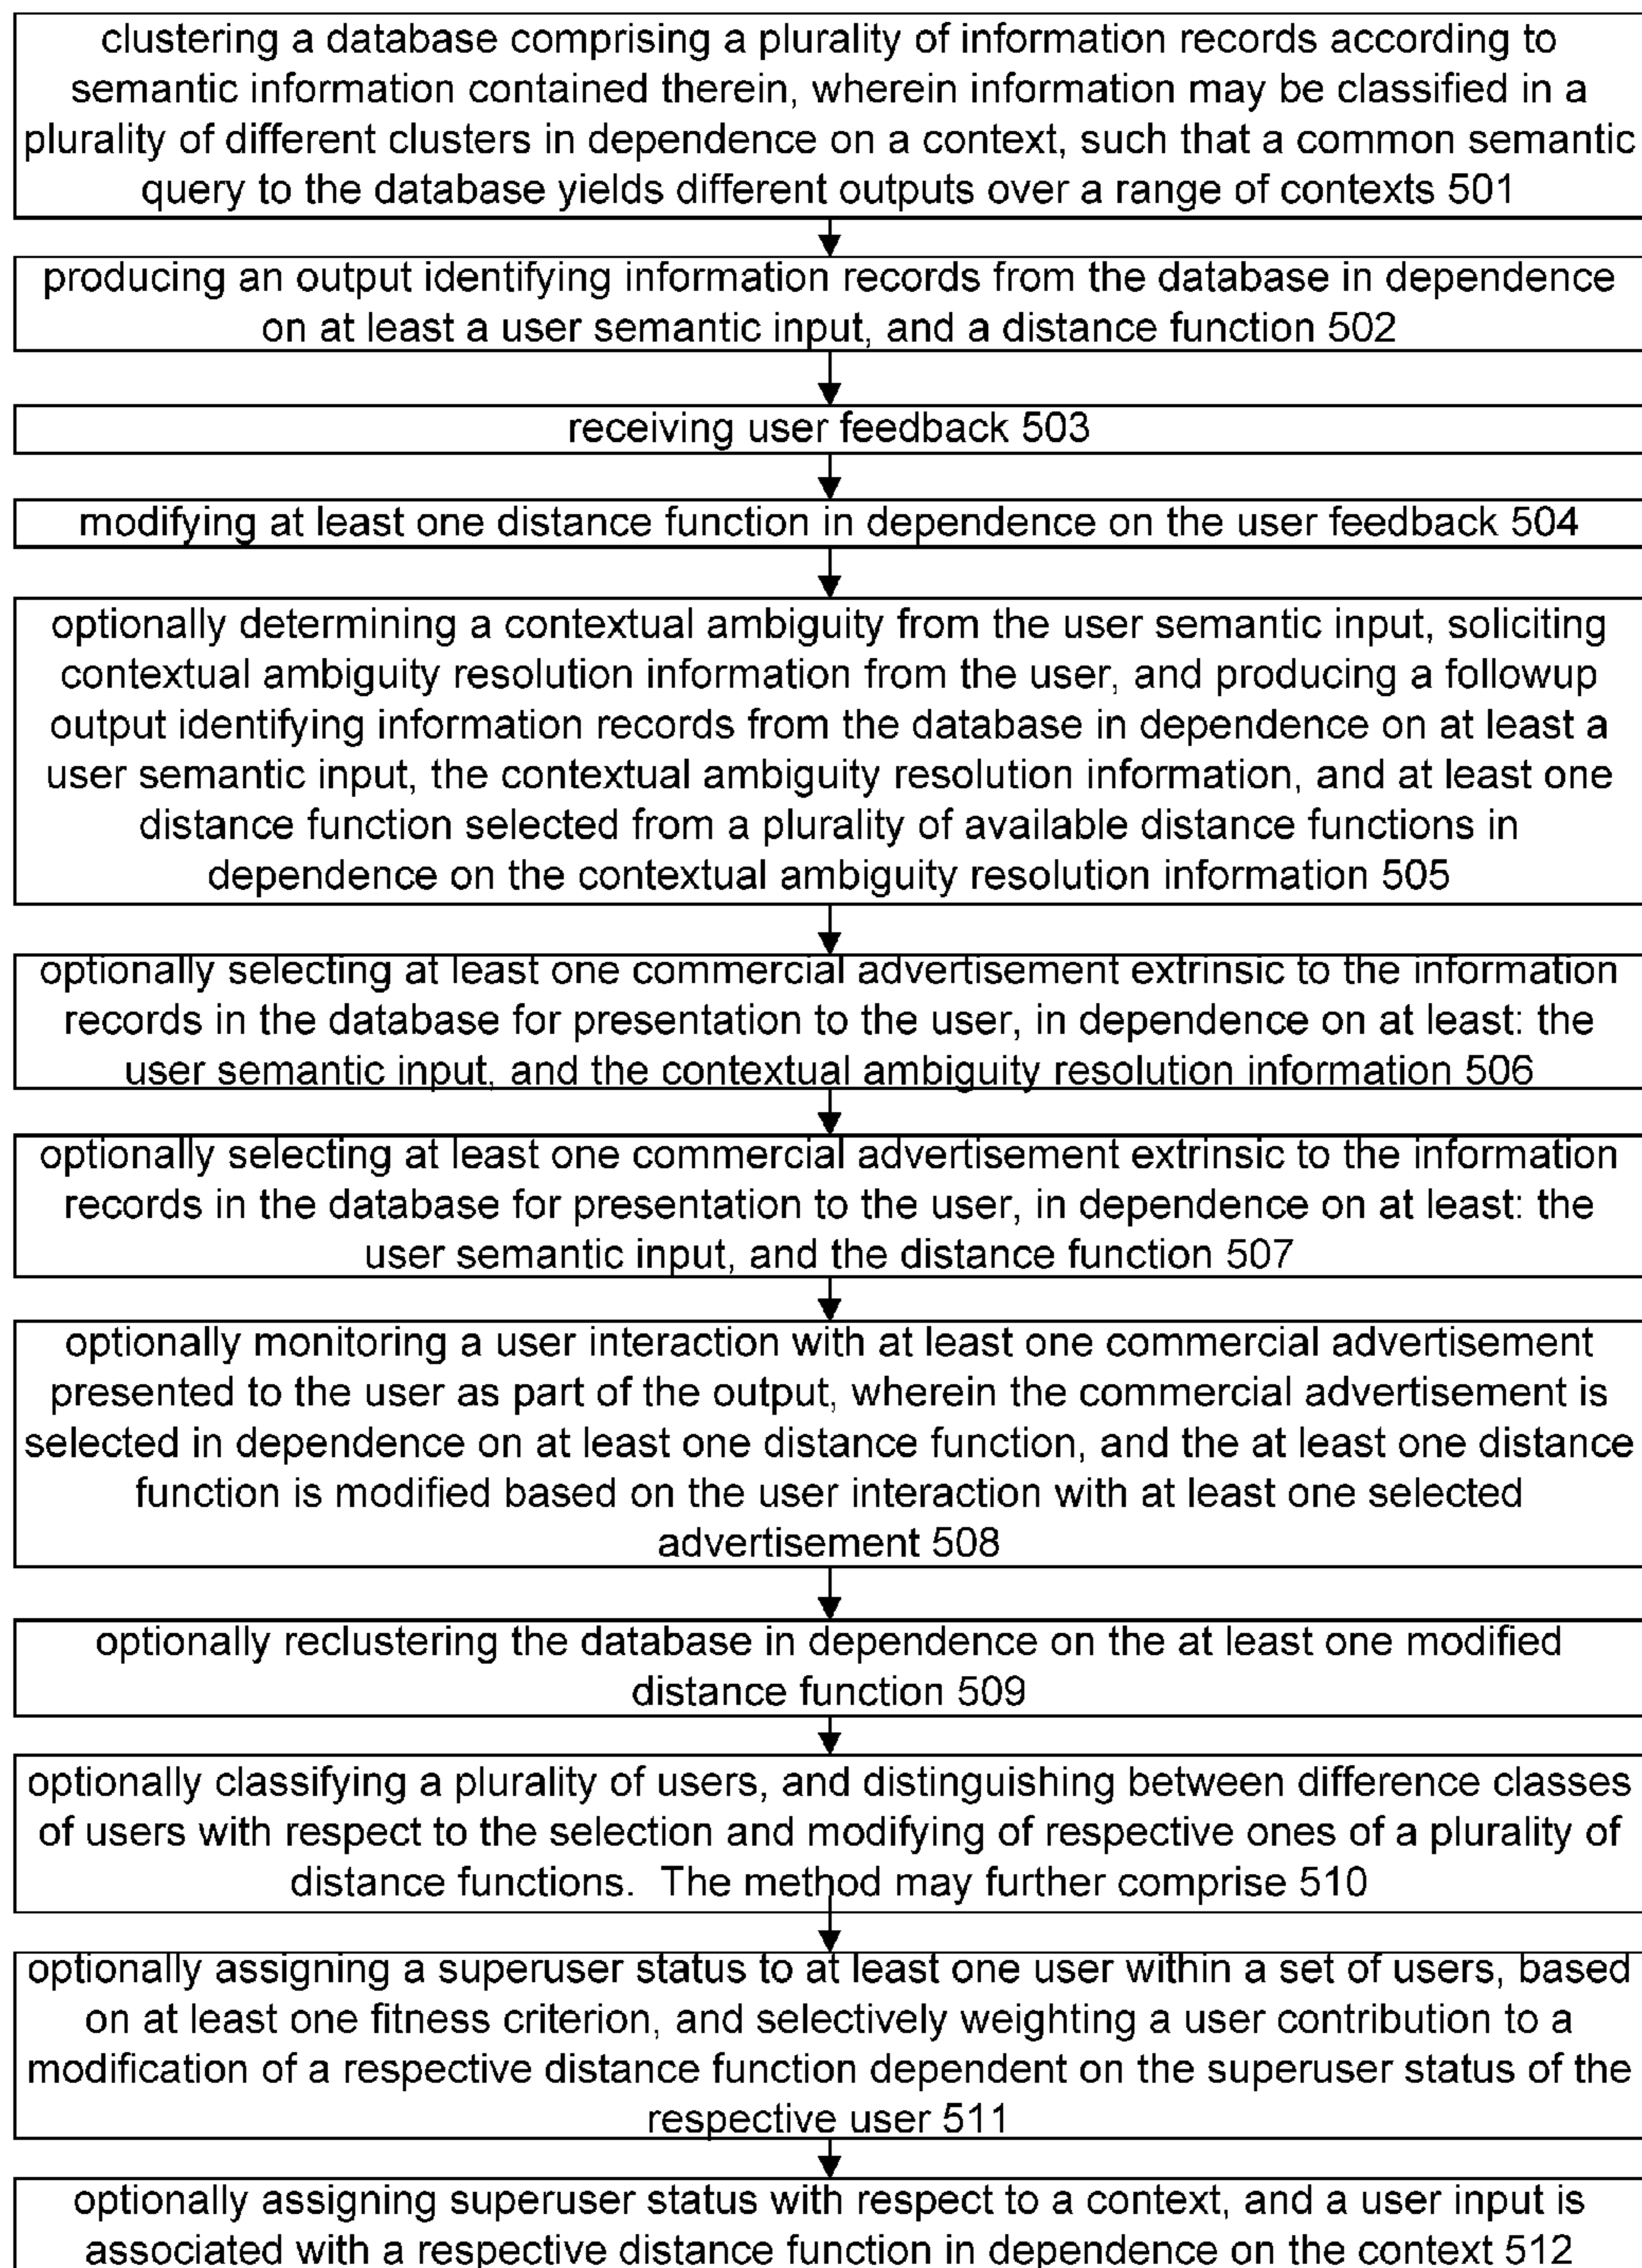 clustering a database comprising a plurality of information records according to
semantic information contained therein, wherein information may be classified in a
plurality of different clusters in dependence on a context, such that a common semantic
query to the database yields different outputs over a range of contexts 501
producing an output identifying information records from the database in dependence
on at least a user semantic input, and a distance function 502
receiving user feedback 503
modifying at least one distance function in dependence on the user feedback 504
optionally determining a contextual ambiguity from the user semantic input, soliciting
contextual ambiguity resolution information from the user, and producing a followup
output identifying information records from the database in dependence on at least a
user semantic input, the contextual ambiguity resolution information, and at least one
distance function selected from a plurality of available distance functions in
dependence on the contextual ambiguity resolution information 505
optionally selecting at least one commercial advertisement extrinsic to the information
records in the database for presentation to the user, in dependence on at least: the
user semantic input, and the contextual ambiguity resolution information 506
optionally selecting at least one commercial advertisement extrinsic to the information
records in the database for presentation to the user, in dependence on at least: the
user semantic input, and the distance function 507
optionally monitoring a user interaction with at least one commercial advertisement
presented to the user as part of the output, wherein the commercial advertisement is
selected in dependence on at least one distance function, and the at least one distance
function is modified based on the user interaction with at least one selected
advertisement 508
optionally reclustering the database in dependence on the at least one modified
distance function 509
optionally classifying a plurality of users, and distinguishing between difference classes
of users with respect to the selection and modifying of respective ones of a plurality of
distance functions.  The method may further comprise 510
optionally assigning a superuser status to at least one user within a set of users, based
on at least one fitness criterion, and selectively weighting a user contribution to a
modification of a respective distance function dependent on the superuser status of the
respective user 511
optionally assigning superuser status with respect to a context, and a user input is
associated with a respective distance function in dependence on the context 512